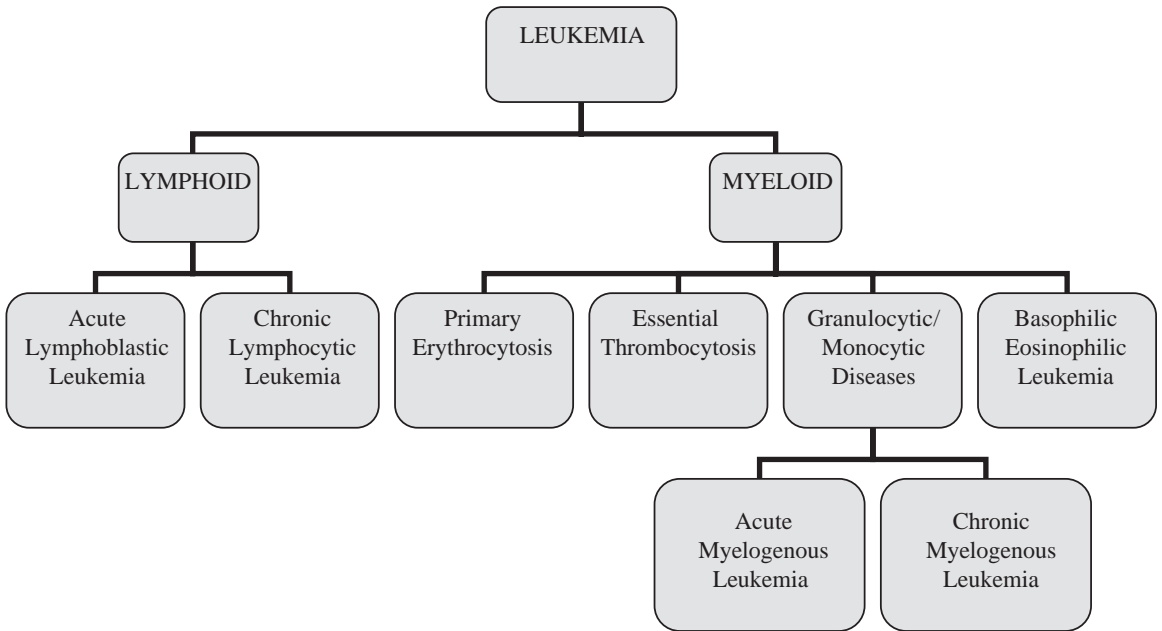 LEUKEMIA
LYMPHOID
MYELOID
Acute
Lymphoblastic
Leukemia
Chronic
Lymphocytic
Leukemia
Primary
Erythrocytosis
Essential
Thrombocytosis
Granulocytic/
Monocytic
Diseases
Basophilic
Eosinophilic
Leukemia
Acute
Myelogenous
Leukemia
Chronic
Myelogenous
Leukemia